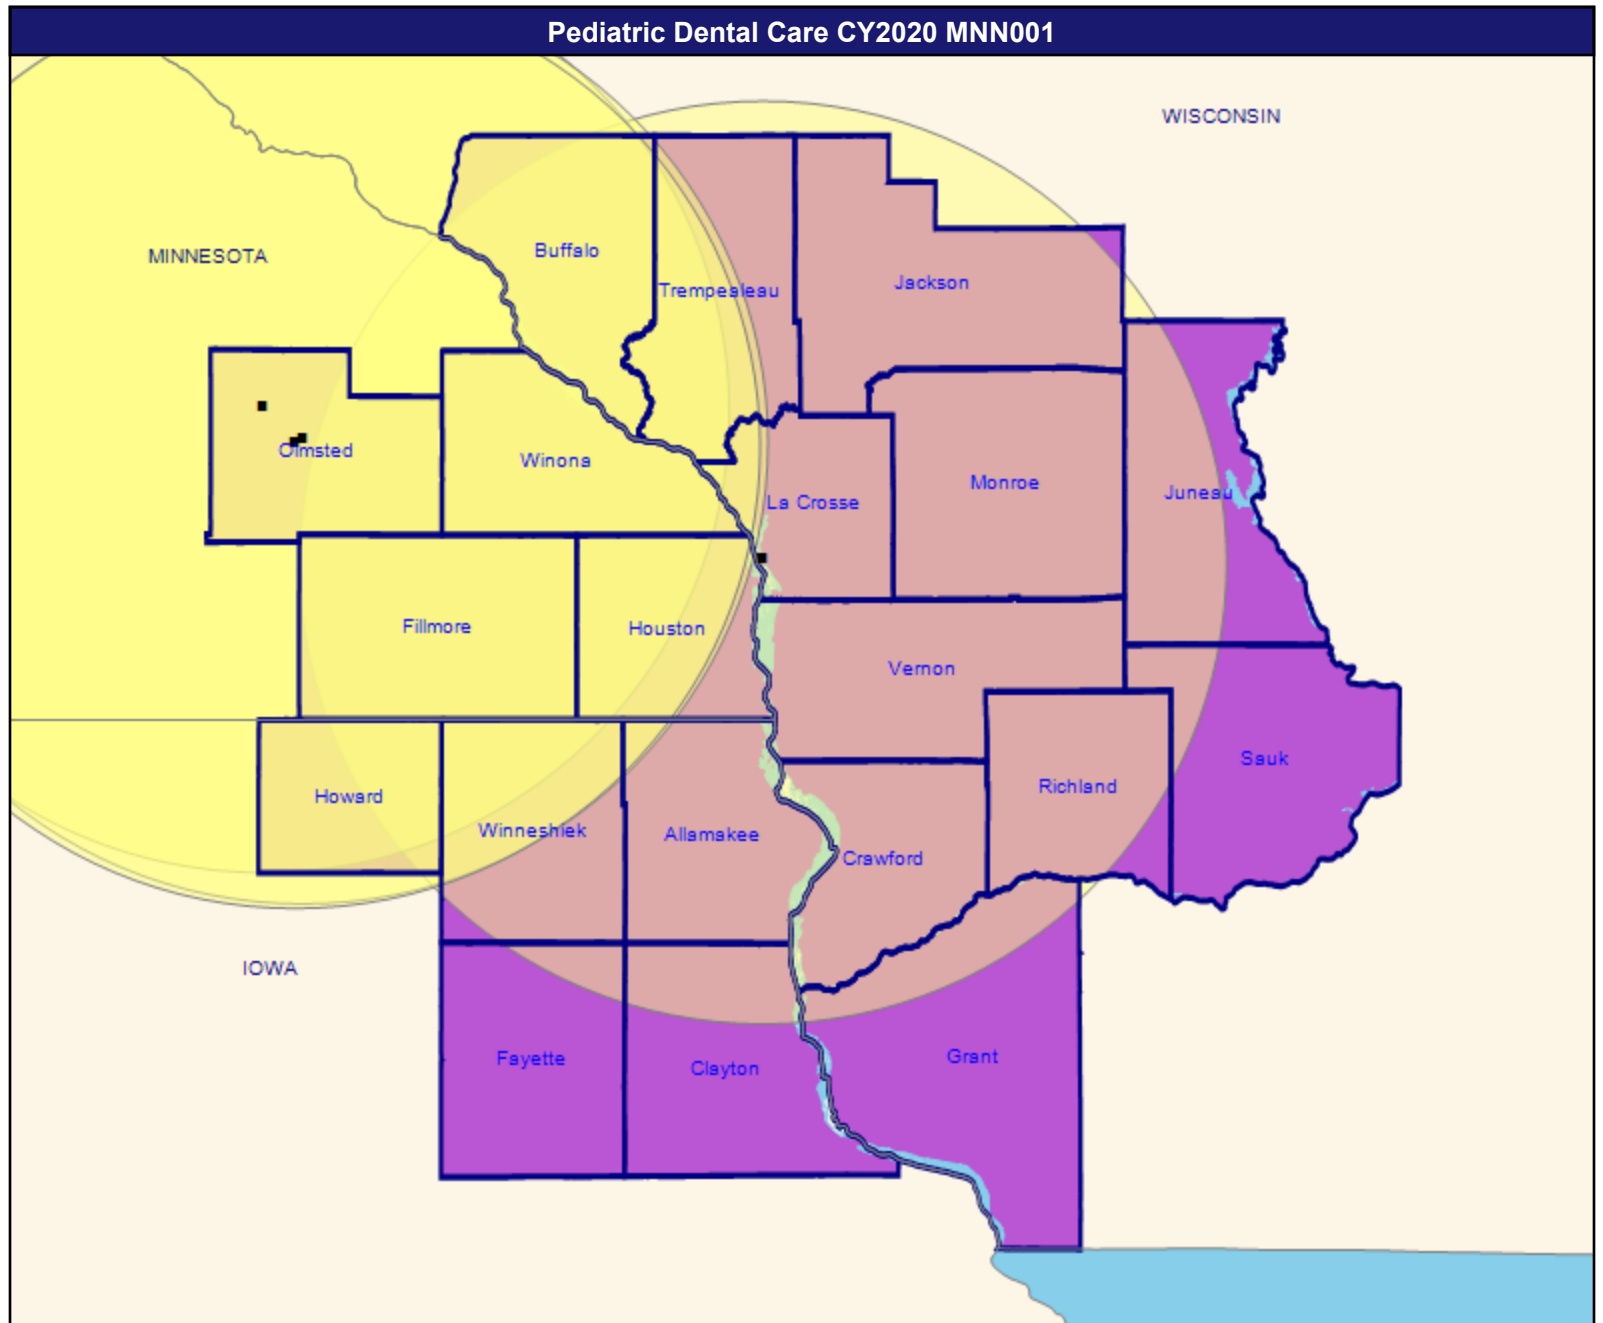 Pediatric Dental Care CY2020 MNN001
WISCONSIN
MINNESOTA
Buffalo
Trempealeau
Jackson
Olmsted
Winona
La Crosse
Monroe
Juneau
Fillmore
Houston
Vernon
Sauk
Howard
Richland
Winneshiek
Allamakee
Crawford
IOWA
Fayette
Clayton
Grant